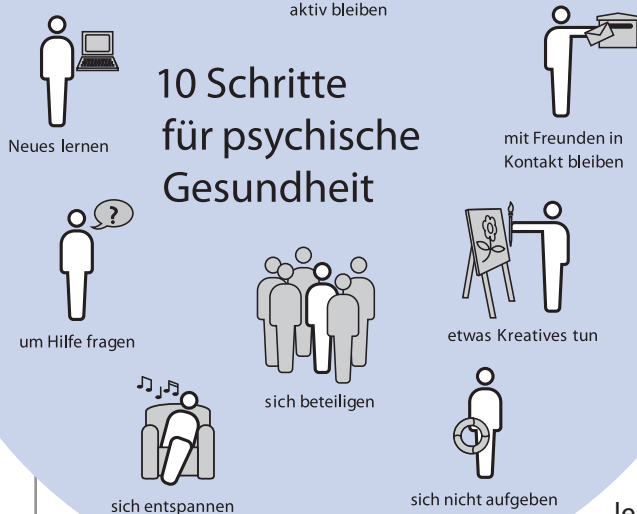 aktiv bleiben
10 Schritte
für psychische
Gesundheit
Neues lernen
mit Freunden in
Kontakt bleiben
?
um Hilfe fragen
etwas Kreatives tun
sich beteiligen
sich entspannen
sich nicht aufgeben